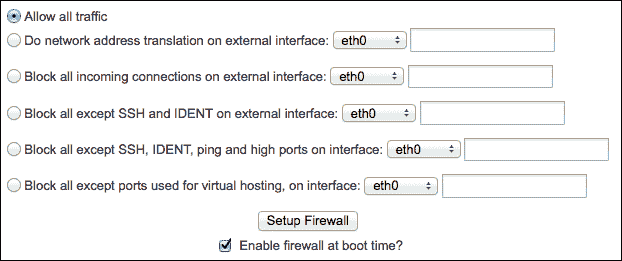 Allow all traffic
Do network address translation on external interface: eth0
Block all incoming connections on external interface: eth0
Block all except SSH and IDENT on external interface: eth0
Block all except SSH, IDENT, ping and high ports on interface: eth0
Block all except ports used for virtual hosting, on interface: eth0
Setup Firewall
Enable firewall at boot time?